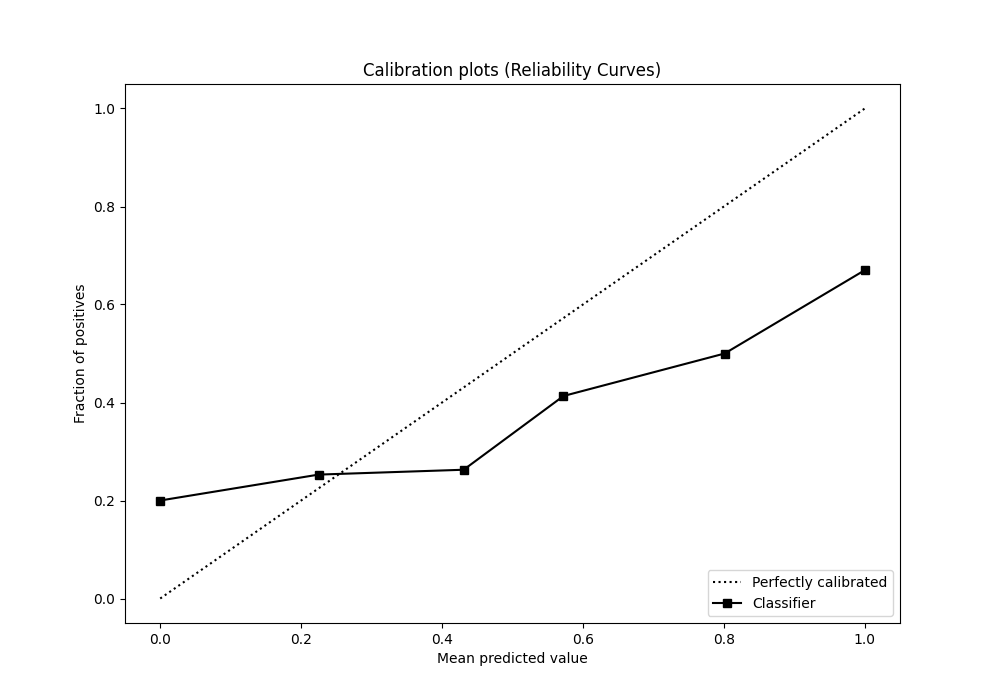 Calibration plots (Reliability Curves)
1.0
0.8
0.6
0.4
0.2
0.0
Fraction of positives
0.0 0.2 0.4 0.6 0.8 1.0
Mean predicted value
Perfectly calibrated
Classifier